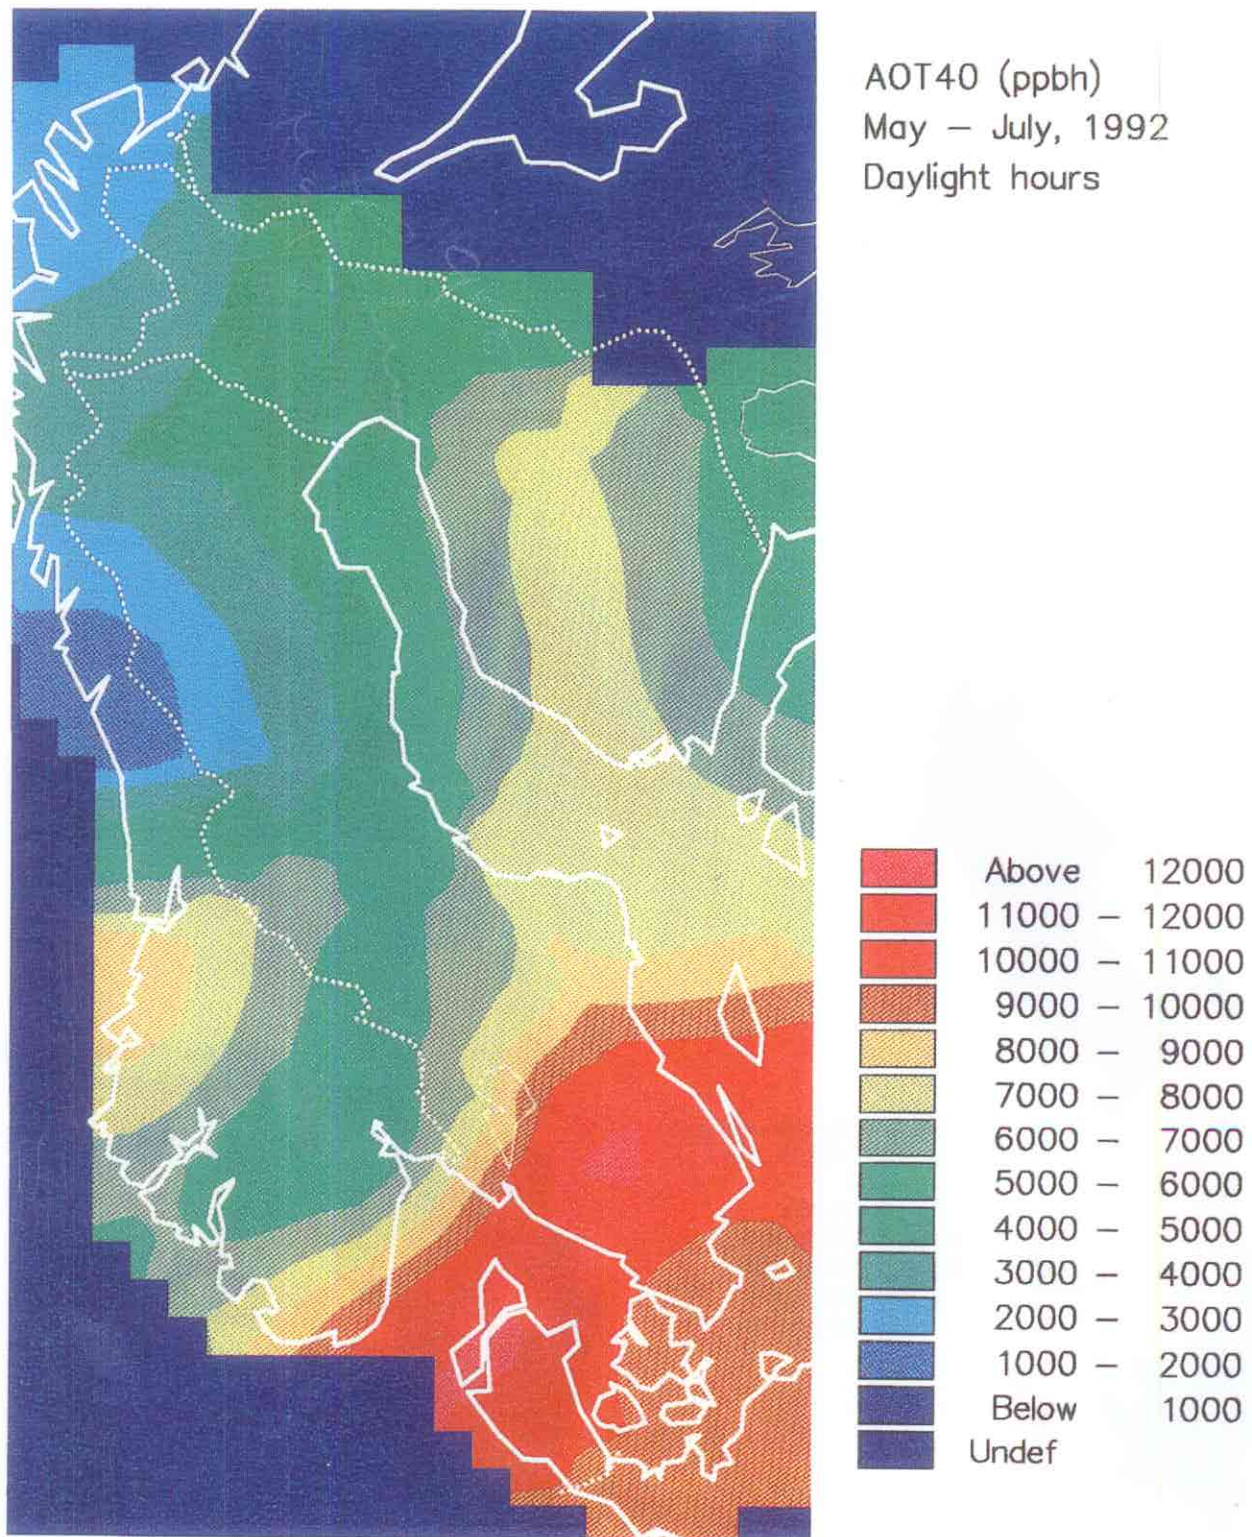 AOT40 (ppbh)
May – July, 1992
Daylight hours
Above 12000
11000 – 12000
10000 – 11000
9000 – 10000
8000 – 9000
7000 – 8000
6000 – 7000
5000 – 6000
4000 – 5000
3000 – 4000
2000 – 3000
1000 – 2000
Below 1000
Undef